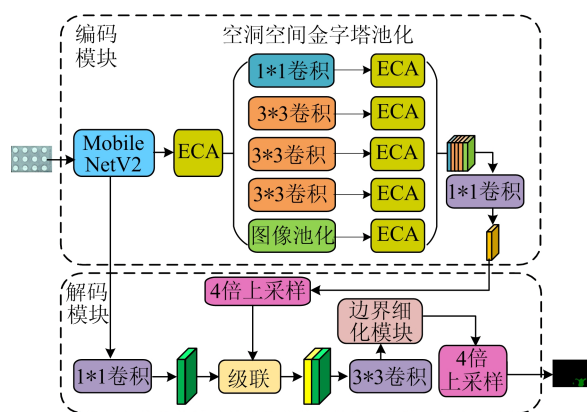 编码
模块
空洞空间金字塔池化
1*1卷积
ECA
3*3卷积
ECA
Mobile
NetV2
ECA
3*3卷积
ECA
1*1卷积
3*3卷积
ECA
图像池化
ECA
解码
模块
4倍上采样
边界细
化模块
1*1卷积
级联
3*3卷积
4倍
上采样